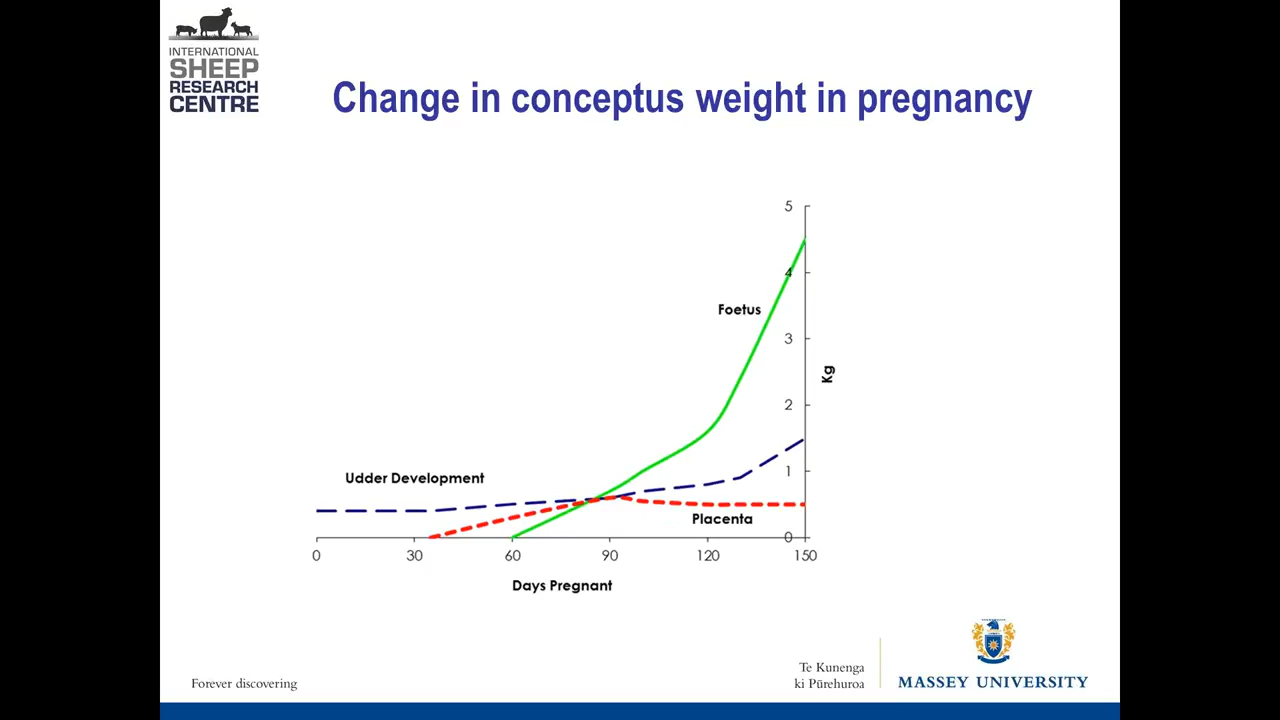 INTERNATIONAL
SHEEP
RESEARCH
CENTRE
Change in conceptus weight in pregnancy
5
4
Foetus
3
Kg
2
1
Udder Development
Placenta
0
0 30 60 90 120 150
Days Pregnant
Forever discovering
Te Kunenga
ki Pūrehuroa
MASSEY UNIVERSITY